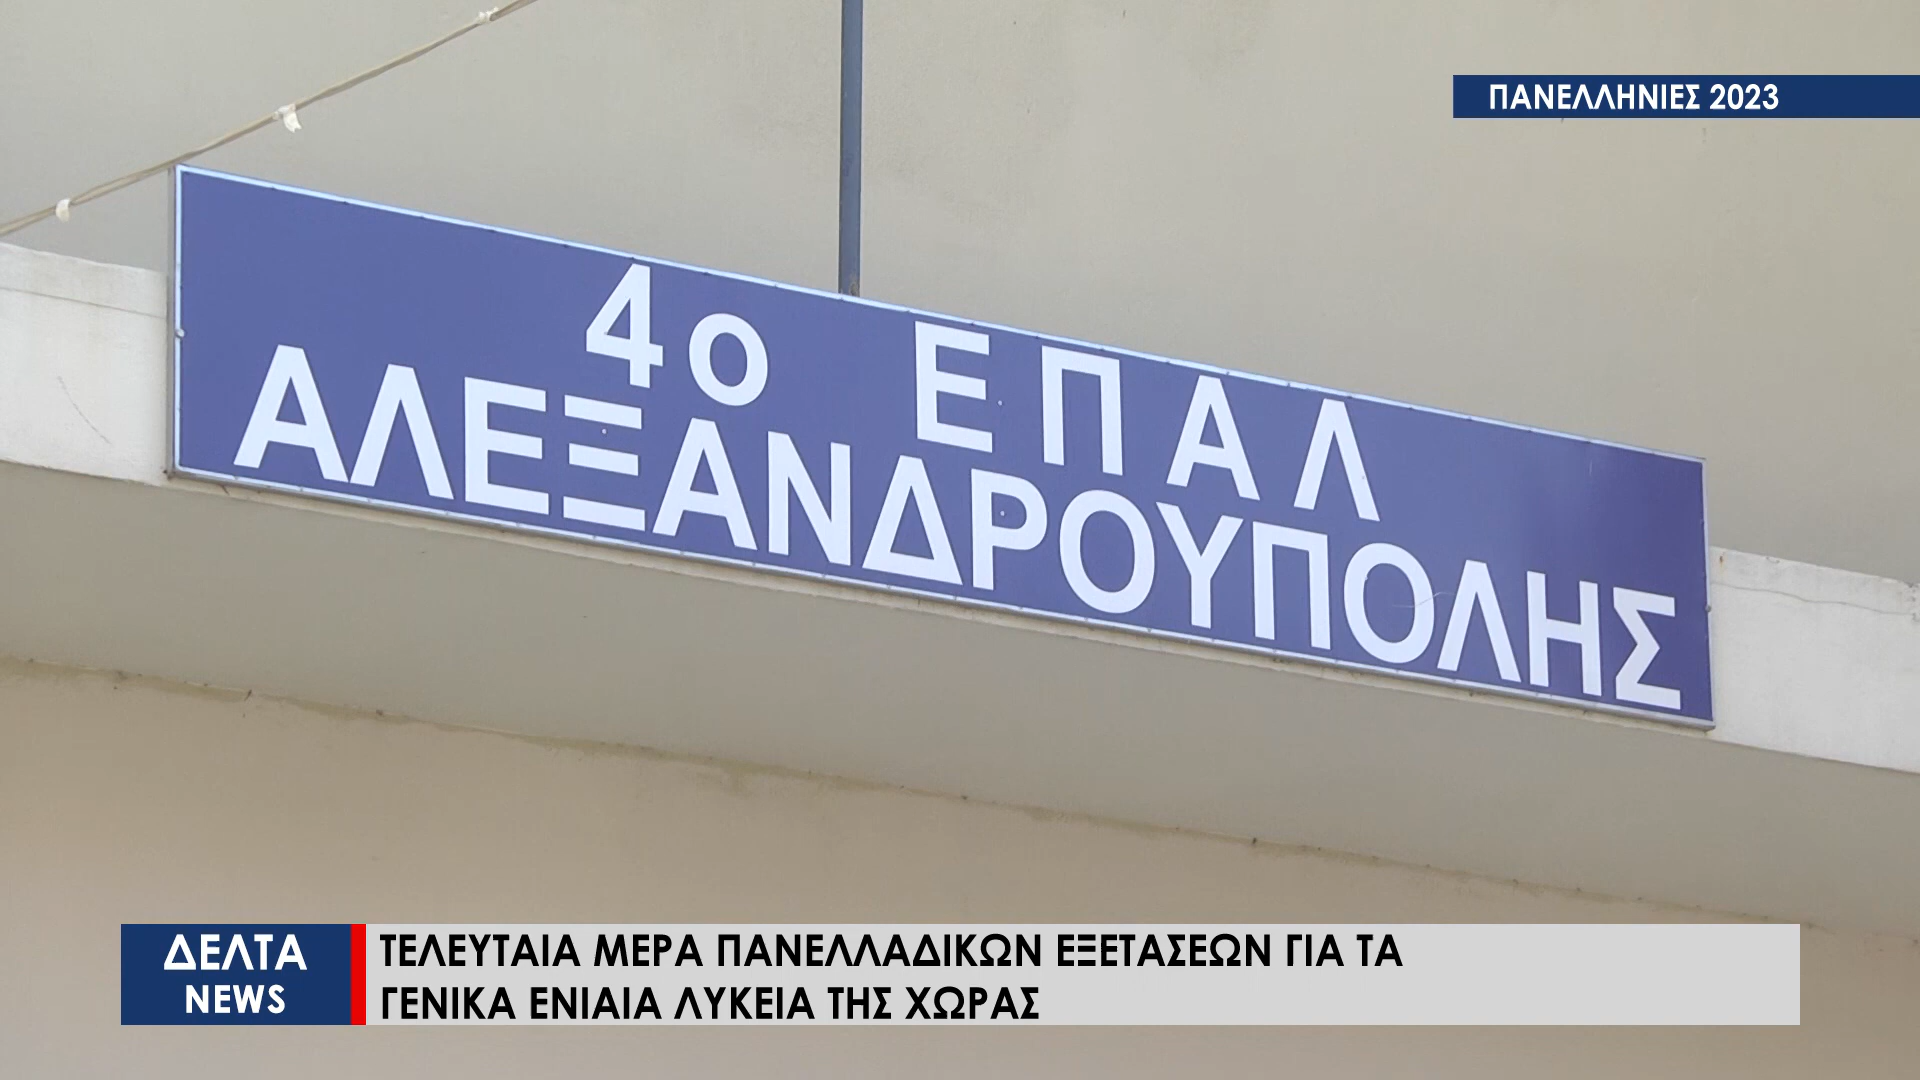 ΠΑΝΕΛΛΗΝΙΕΣ 2023
4ο ΕΠΑΛ
ΑΛΕΞΑΝΔΡΟΥΠΟΛΗΣ
ΔΕΛΤΑ
NEWS
ΤΕΛΕΥΤΑΙΑ ΜΕΡΑ ΠΑΝΕΛΛΑΔΙΚΩΝ ΕΞΕΤΑΣΕΩΝ ΓΙΑ ΤΑ
ΓΕΝΙΚΑ ΕΝΙΑΙΑ ΛΥΚΕΙΑ ΤΗΣ ΧΩΡΑΣ